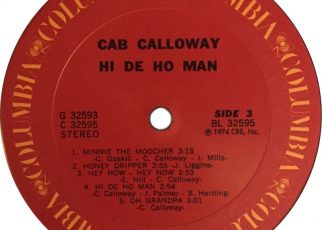 COLUMBIA
COLUMBIA
CAB CALLOWAY
HI DE HO MAN
G 32593
C 32595
STEREO
SIDE 3
BL 32595
Ⓟ 1974 CBS, Inc.
1. MINNIE THE MOOCHER 3:13
-C. Gaskill - C. Calloway - I. Mills-
2. HONEY DRIPPER 2:55 -J. Liggins-
3. HEY NOW - HEY NOW 2:53
-E. Hill - C. Calloway-
4. HI DE HO MAN 2:54
-C. Calloway - J. Palmer - B. Harding-
5. OH GRANDPA 3:01
-C. Calloway-